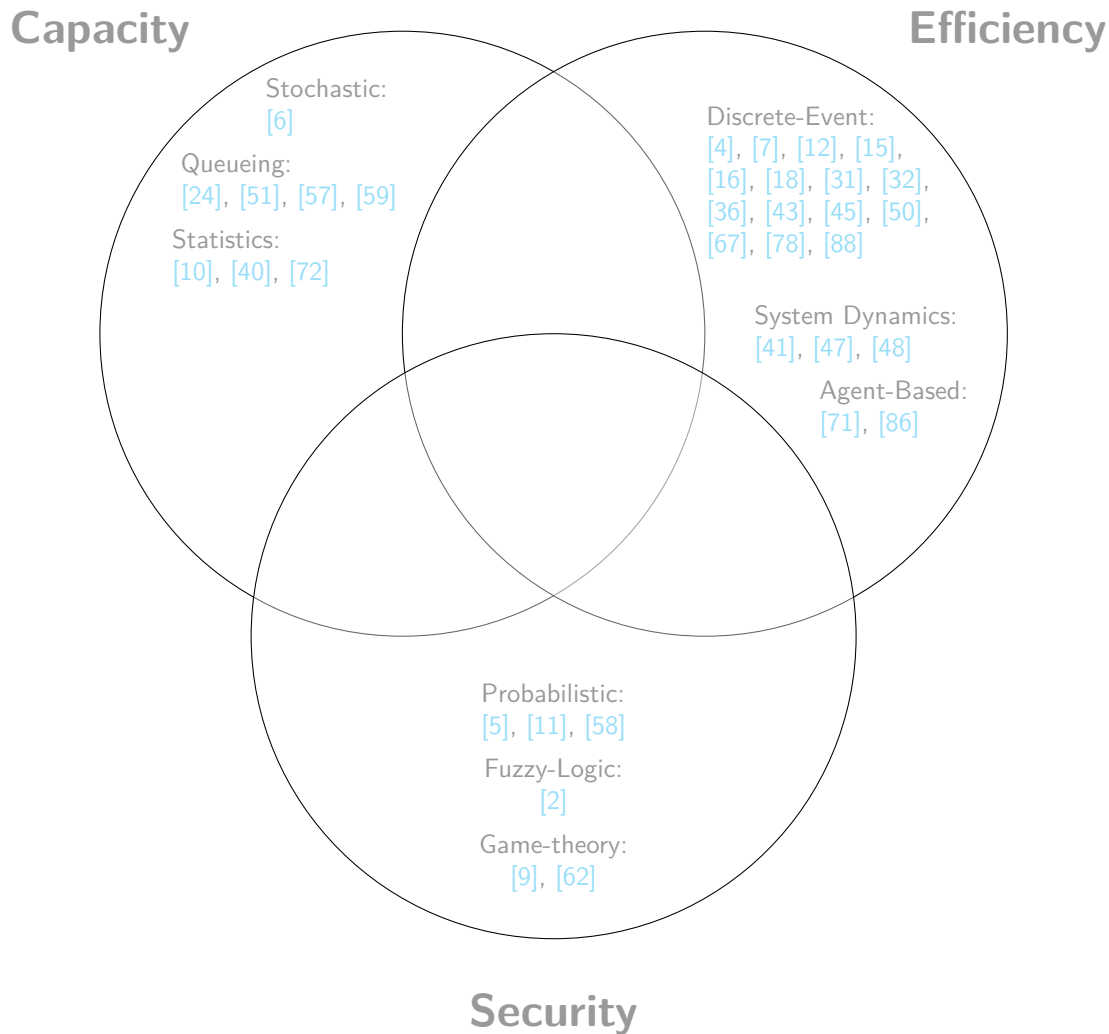 Capacity
Efficiency
Stochastic:
[6]
Queueing:
[24], [51], [57], [59]
Statistics:
[10], [40], [72]
Discrete-Event:
[4], [7], [12], [15],
[16], [18], [31], [32],
[36], [43], [45], [50],
[67], [78], [88]
System Dynamics:
[41], [47], [48]
Agent-Based:
[71], [86]
Probabilistic:
[5], [11], [58]
Fuzzy-Logic:
[2]
Game-theory:
[9], [62]
Security